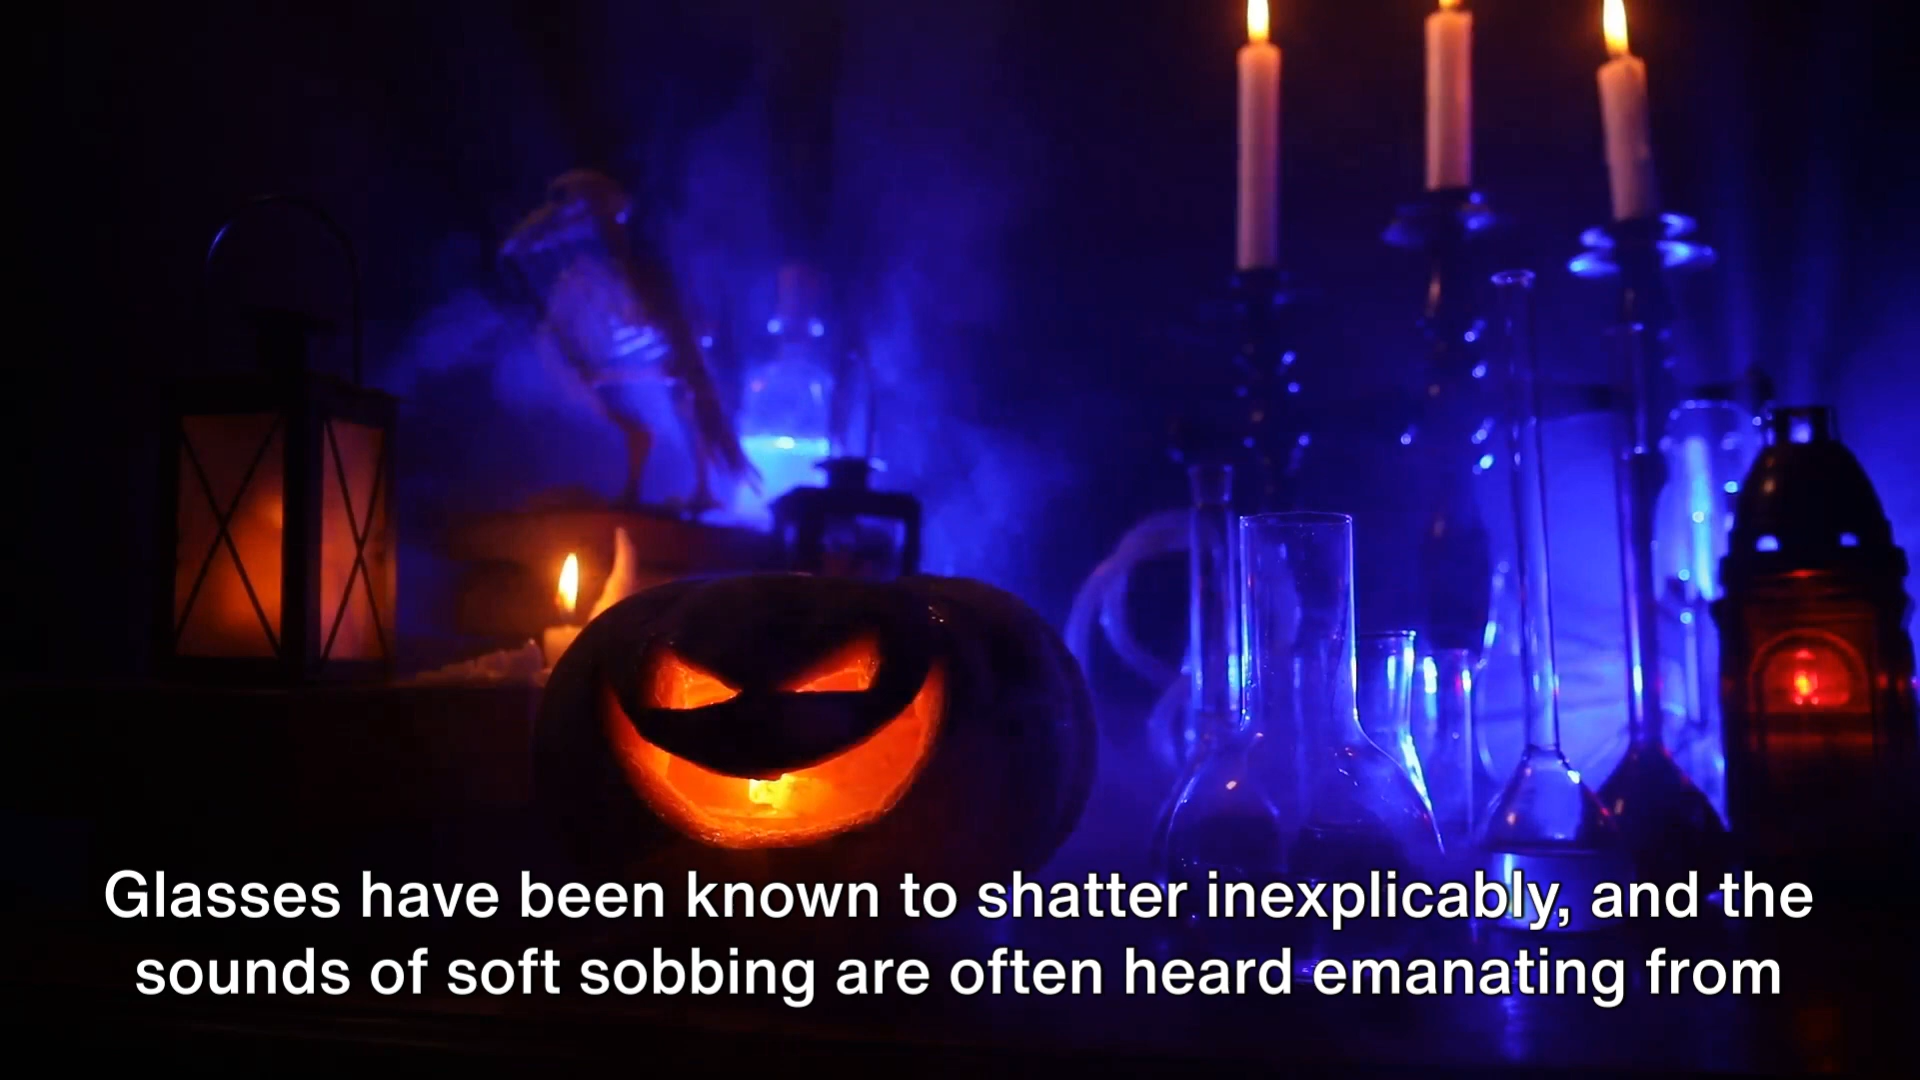 Glasses have been known to shatter inexplicably, and the
sounds of soft sobbing are often heard emanating from